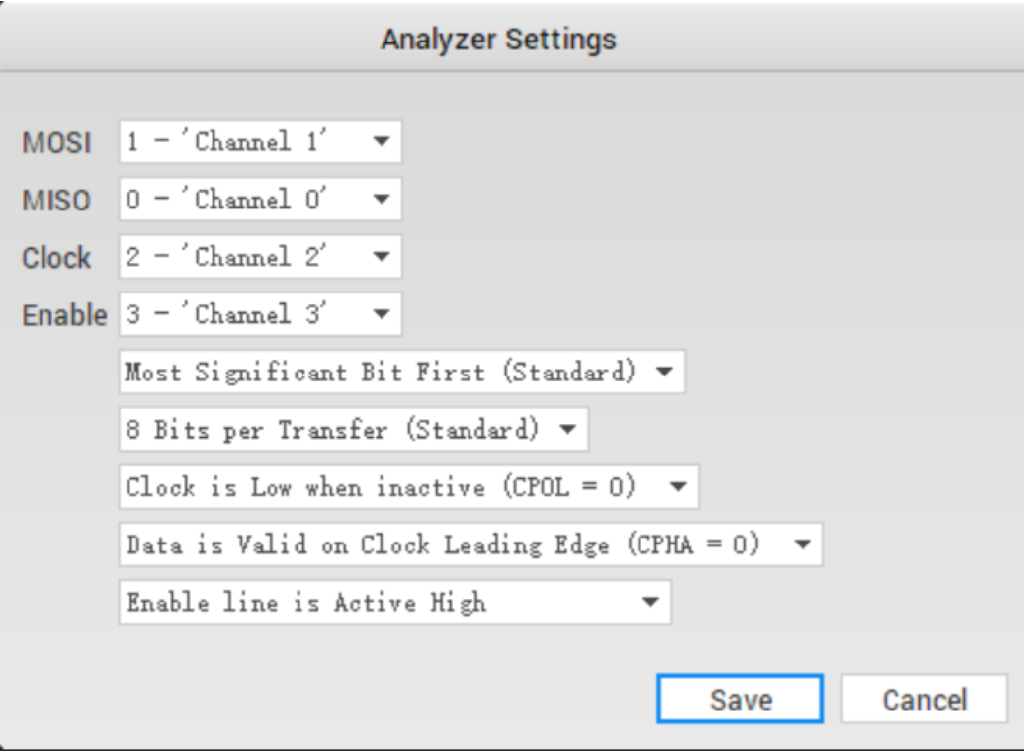 Analyzer Settings
MOSI 1 - 'Channel 1'
MISO 0 - 'Channel 0'
Clock 2 - 'Channel 2'
Enable 3 - 'Channel 3'
Most Significant Bit First (Standard)
8 Bits per Transfer (Standard)
Clock is Low when inactive (CPOL = 0)
Data is Valid on Clock Leading Edge (CPHA = 0)
Enable line is Active High
Save Cancel